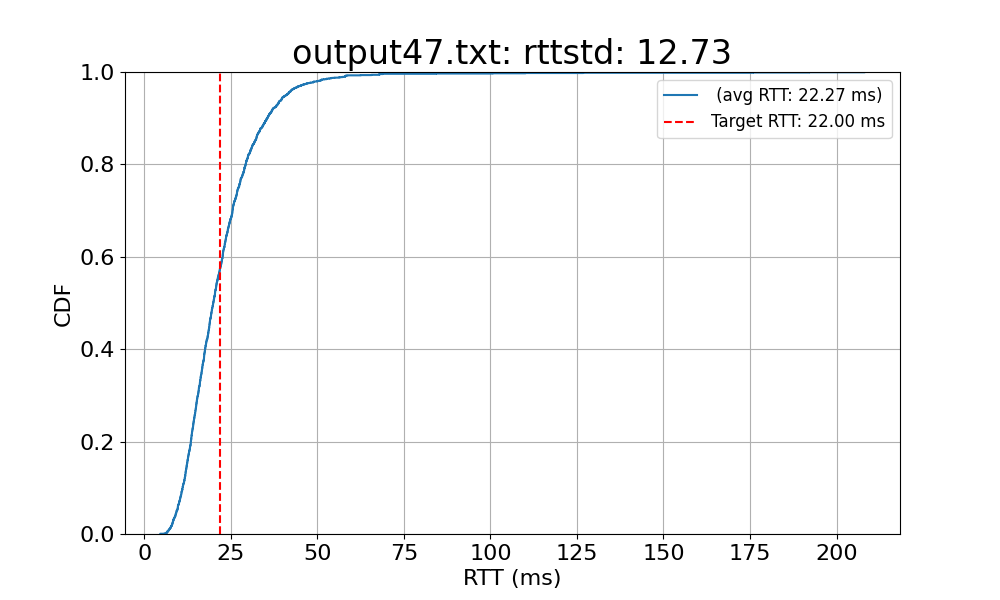 output47.txt: rttstd: 12.73
(avg RTT: 22.27 ms)
Target RTT: 22.00 ms
1.0
0.8
0.6
0.4
0.2
0.0
CDF
0 25 50 75 100 125 150 175 200
RTT (ms)